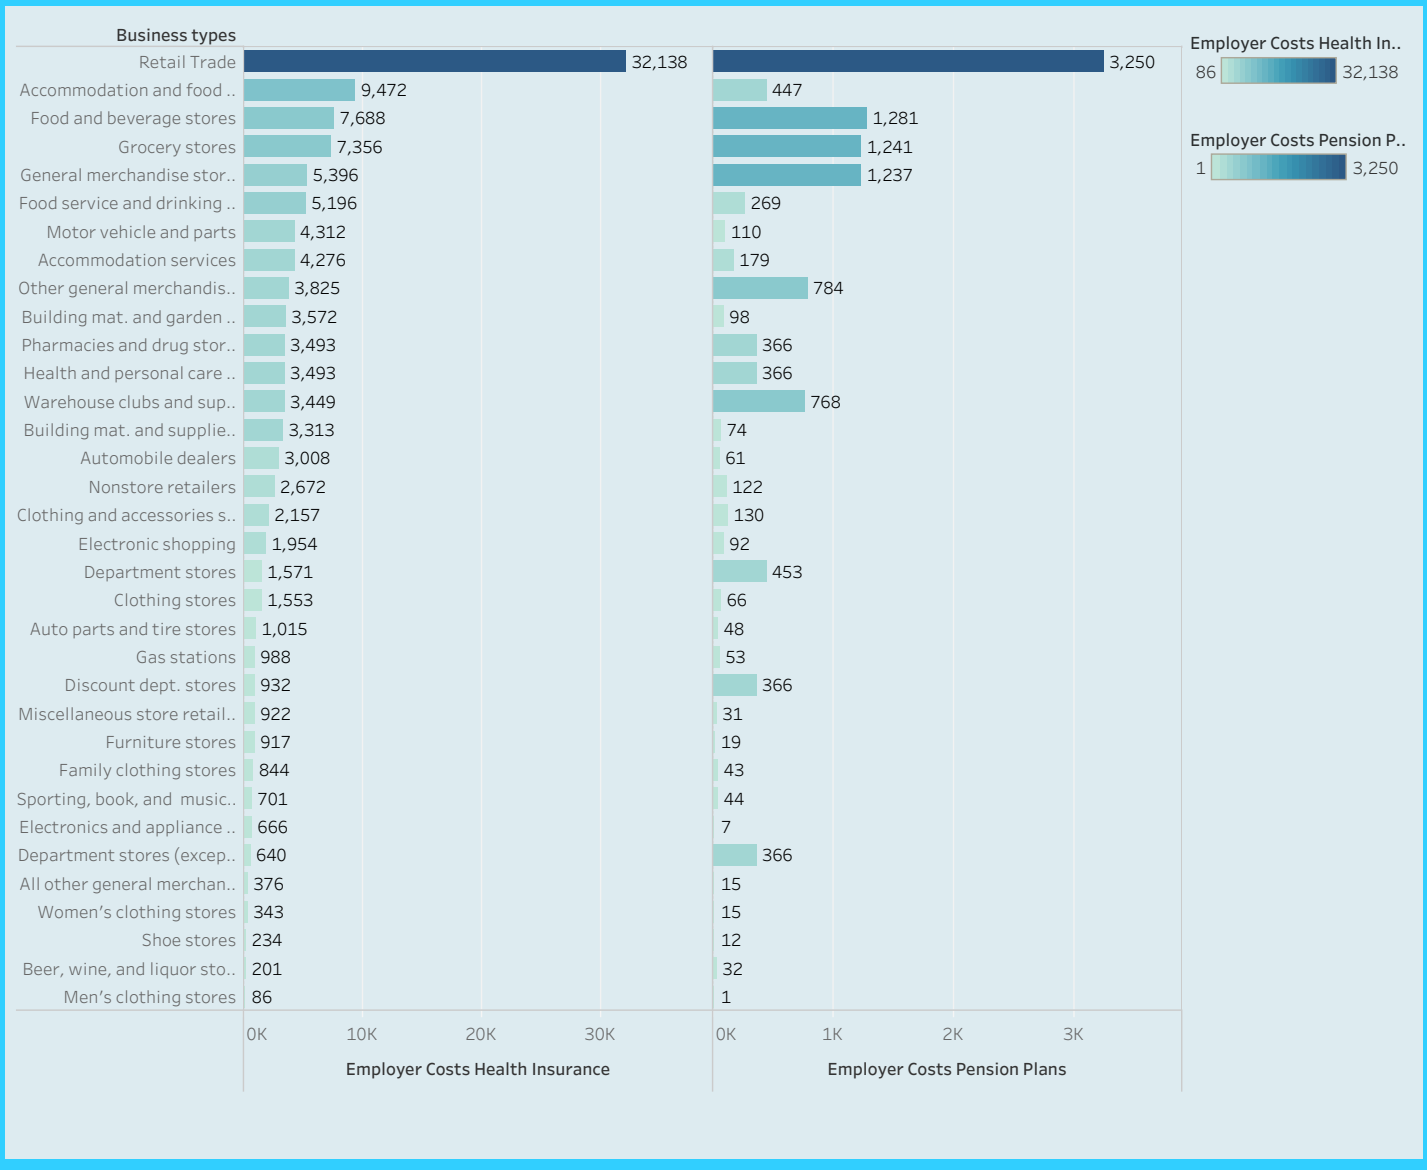 Business types
Retail Trade 32,138 3,250
Accommodation and food .. 9,472 447
Food and beverage stores 7,688 1,281
Grocery stores 7,356 1,241
General merchandise stor.. 5,396 1,237
Food service and drinking .. 5,196 269
Motor vehicle and parts 4,312 110
Accommodation services 4,276 179
Other general merchandis.. 3,825 784
Building mat. and garden .. 3,572 98
Pharmacies and drug stor.. 3,493 366
Health and personal care .. 3,493 366
Warehouse clubs and sup.. 3,449 768
Building mat. and supplie.. 3,313 74
Automobile dealers 3,008 61
Nonstore retailers 2,672 122
Clothing and accessories s.. 2,157 130
Electronic shopping 1,954 92
Department stores 1,571 453
Clothing stores 1,553 66
Auto parts and tire stores 1,015 48
Gas stations 988 53
Discount dept. stores 932 366
Miscellaneous store retail.. 922 31
Furniture stores 917 19
Family clothing stores 844 43
Sporting, book, and  music.. 701 44
Electronics and appliance .. 666 7
Department stores (excep.. 640 366
All other general merchan.. 376 15
Women's clothing stores 343 15
Shoe stores 234 12
Beer, wine, and liquor sto.. 201 32
Men's clothing stores 86 1
0K 10K 20K 30K 0K 1K 2K 3K
Employer Costs Health Insurance Employer Costs Pension Plans
Employer Costs Health In..
86 32,138
Employer Costs Pension P..
1 3,250